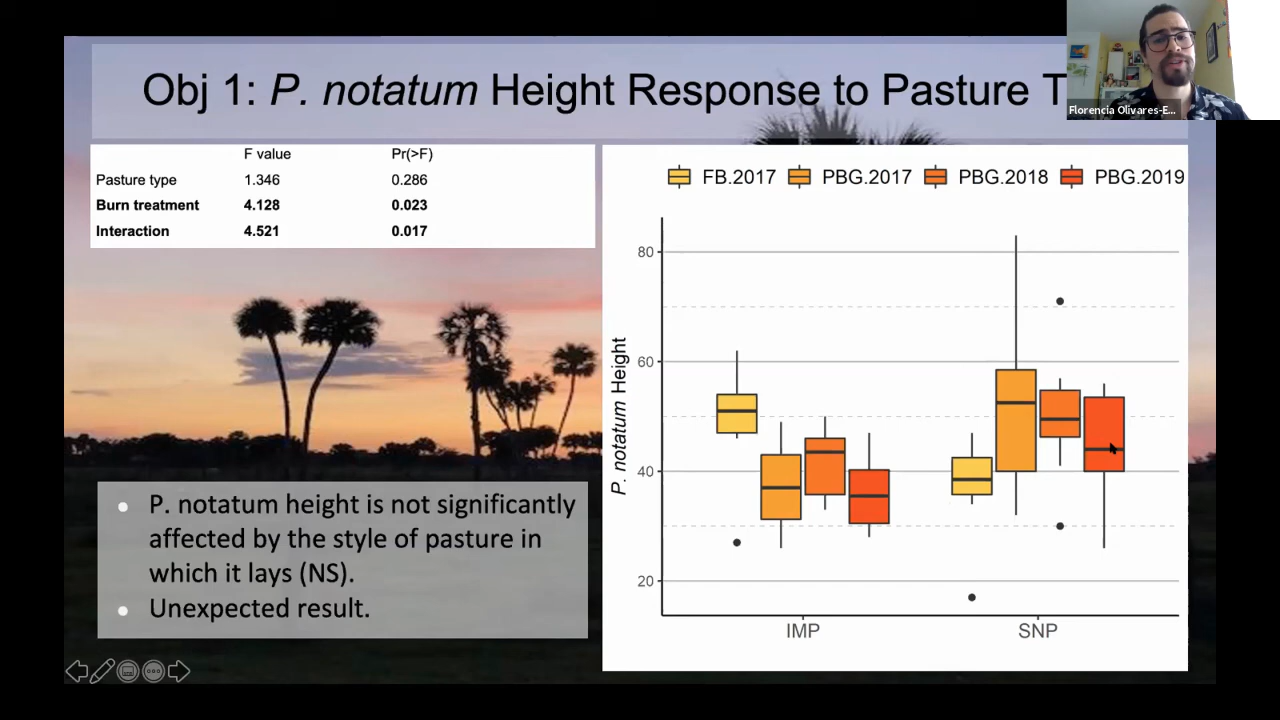 Obj 1: P. notatum Height Response to Pasture T
Florencia Olivares-E...
F value Pr(>F)
Pasture type 1.346 0.286
Burn treatment 4.128 0.023
Interaction 4.521 0.017
FB.2017 PBG.2017 PBG.2018 PBG.2019
80
60
40
20
P. notatum Height
IMP SNP
P. notatum height is not significantly
affected by the style of pasture in
which it lays (NS).
Unexpected result.